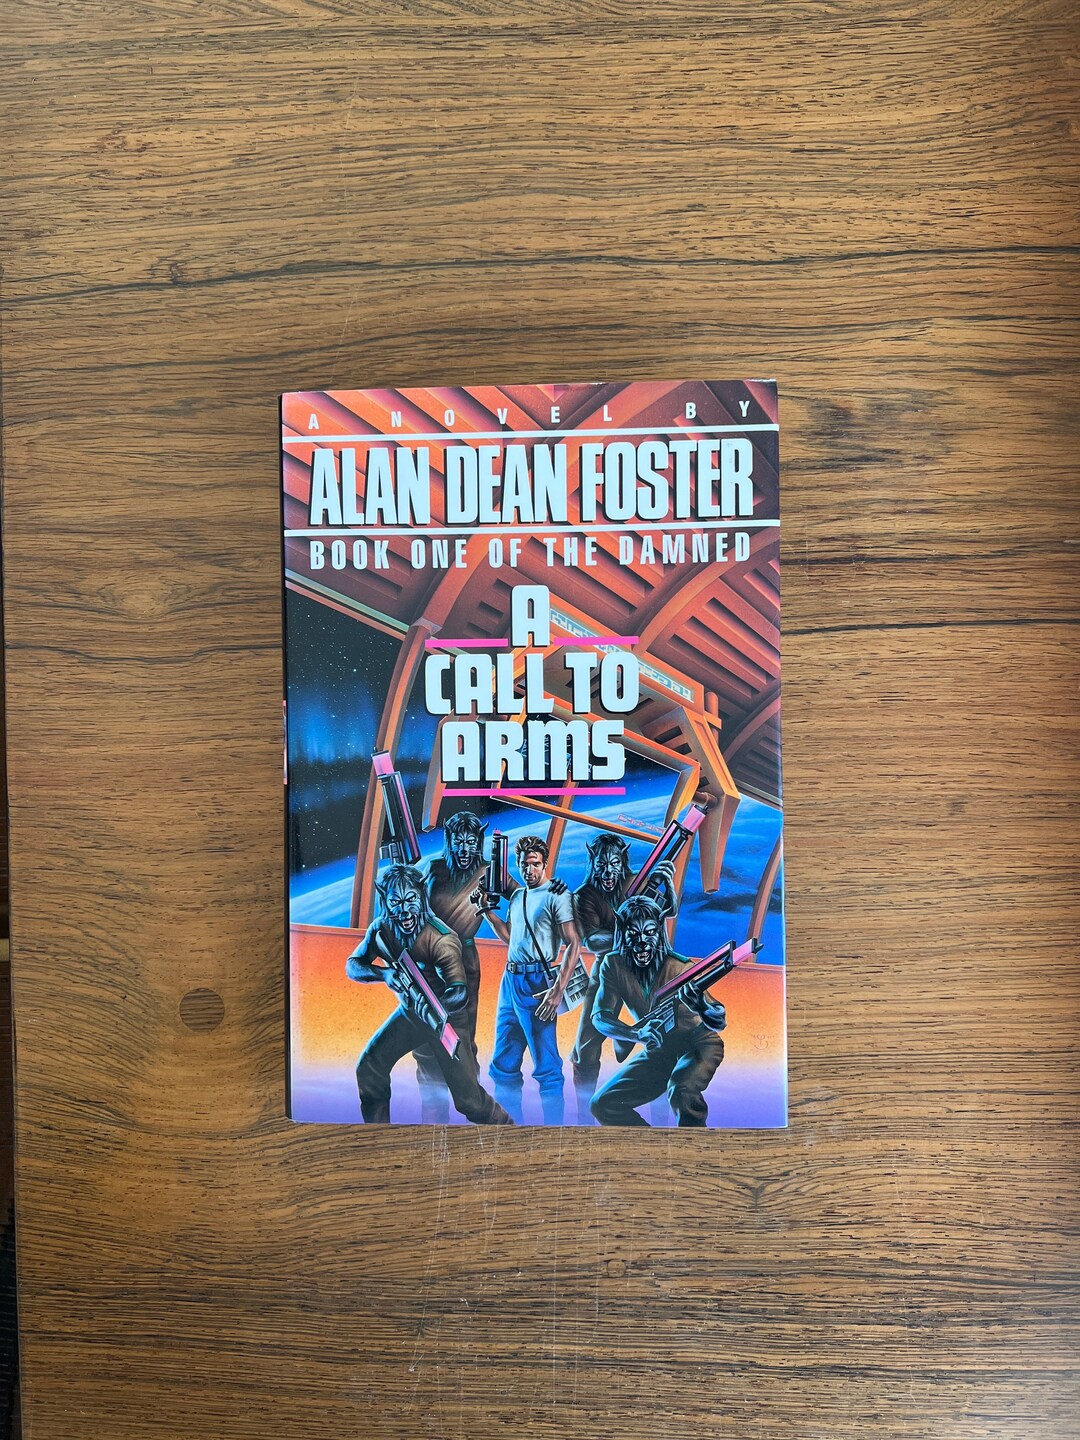 A NOVEL BY
ALAN DEAN FOSTER
BOOK ONE OF THE DAMNED
A
CALL TO
ARMS